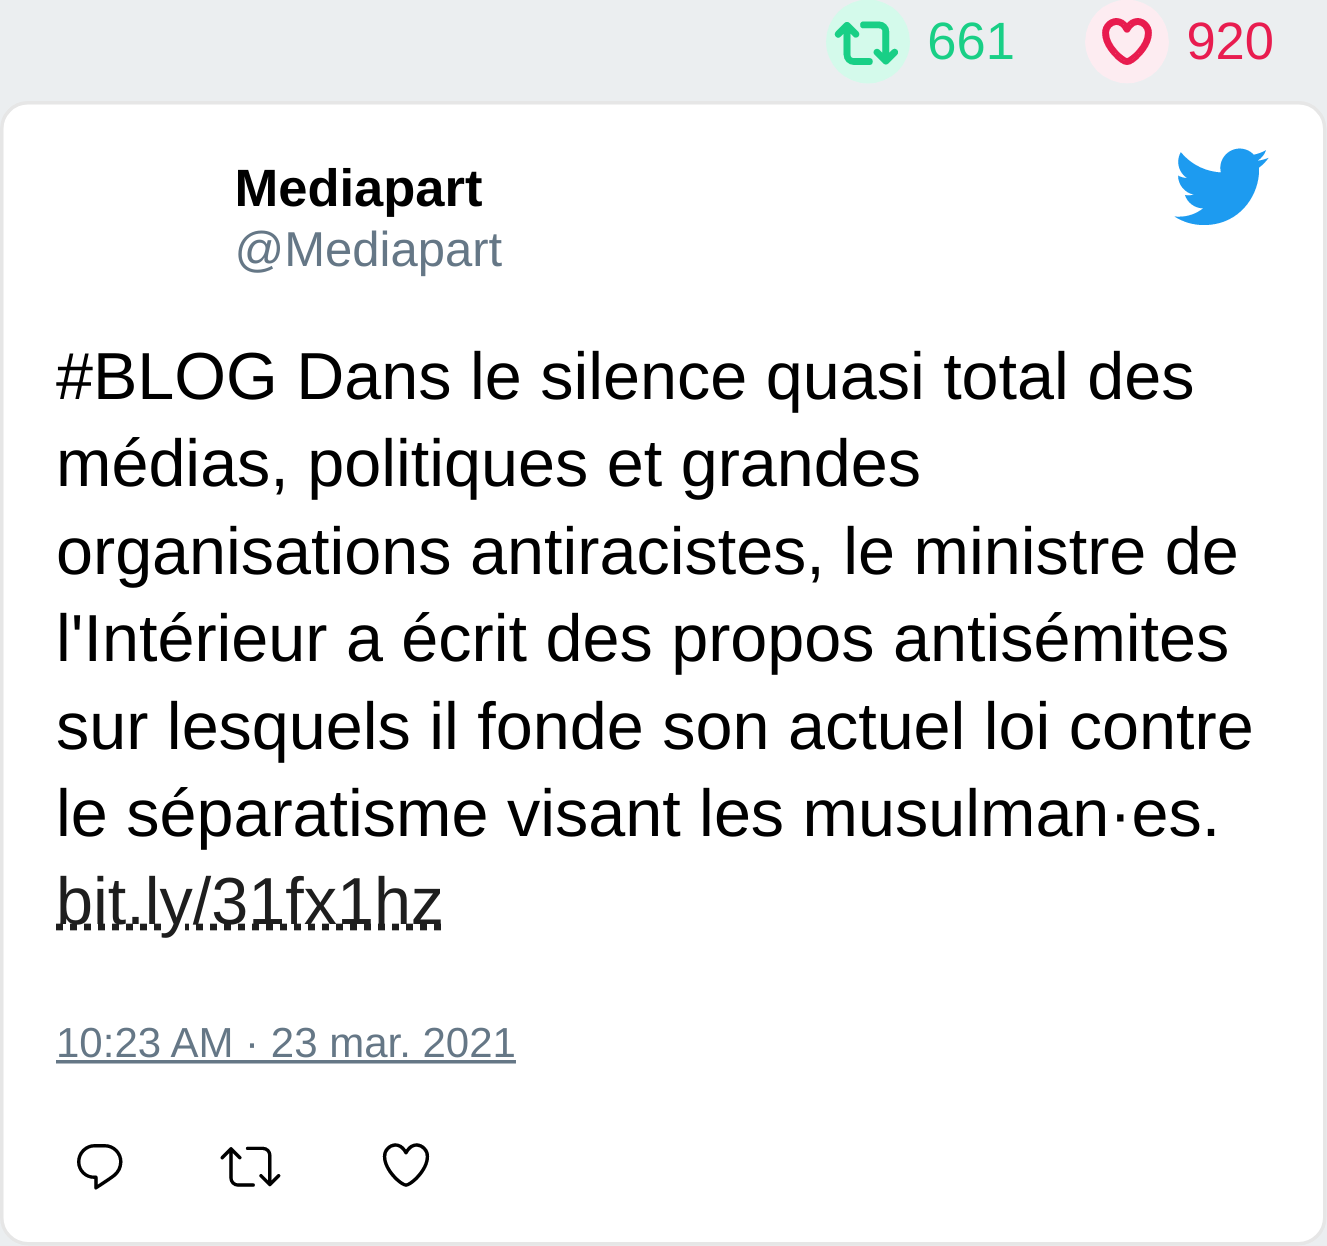 661 920
Mediapart
@Mediapart
#BLOG Dans le silence quasi total des
médias, politiques et grandes
organisations antiracistes, le ministre de
l'Intérieur a écrit des propos antisémites
sur lesquels il fonde son actuel loi contre
le séparatisme visant les musulman·es.
bit.ly/31fx1hz
10:23 AM · 23 mar. 2021